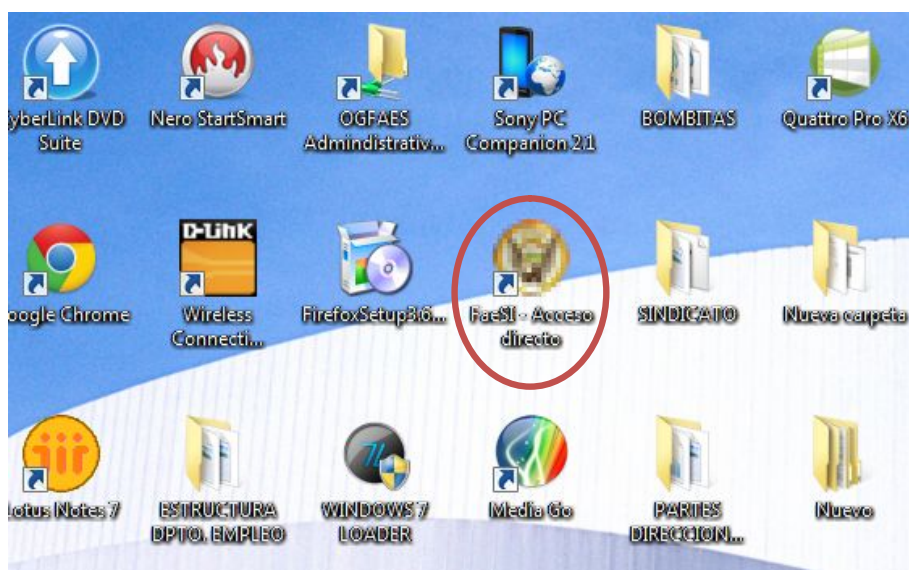 yberLink DVD
Suite
Nero StartSmart
OGFAES
Admindistrativ...
Sony PC
Companion 2.1
BOMBITAS
Quattro Pro X6
oogle Chrome
D-Link
Wireless
Connecti...
FirefoxSetup3.6...
FaeSI - Acceso
directo
SINDICATO
Nueva carpeta
otus Notes 7
ESTRUCTURA
DPTO. EMPLEO
WINDOWS 7
LOADER
Media Go
PARTES
DIRECCION...
Nuevo